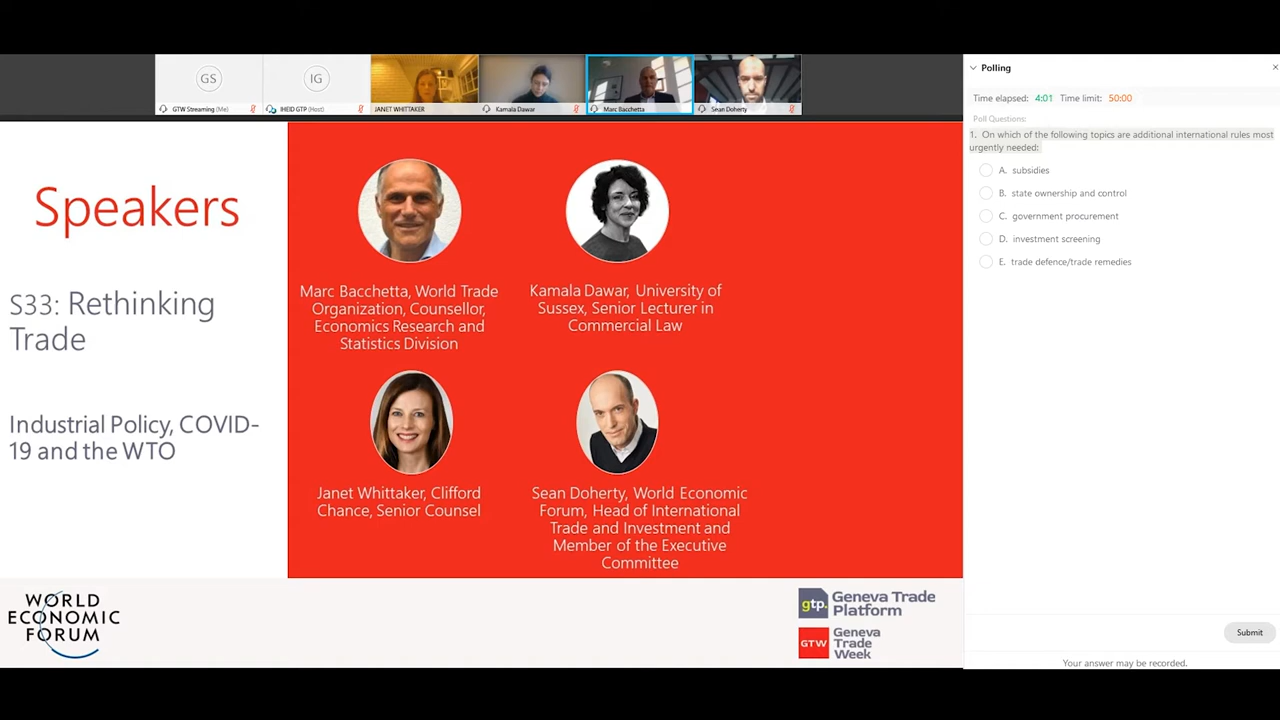 GS
IG
GTW Streaming (Me)
IHEID GTP (Host)
JANET WHITTAKER
Kamala Dawar
Marc Bacchetta
Sean Doherty
Speakers
S33: Rethinking
Trade
Industrial Policy, COVID-
19 and the WTO
Marc Bacchetta, World Trade
Organization, Counsellor,
Economics Research and
Statistics Division
Kamala Dawar, University of
Sussex, Senior Lecturer in
Commercial Law
Janet Whittaker, Clifford
Chance, Senior Counsel
Sean Doherty, World Economic
Forum, Head of International
Trade and Investment and
Member of the Executive
Committee
WORLD
ECONOMIC
FORUM
gtp.
Geneva Trade
Platform
GTW
Geneva
Trade
Week
Polling
Time elapsed: 4:01 Time limit: 50:00
Poll Questions:
1. On which of the following topics are additional international rules most
urgently needed:
A. subsidies
B. state ownership and control
C. government procurement
D. investment screening
E. trade defence/trade remedies
Submit
Your answer may be recorded.